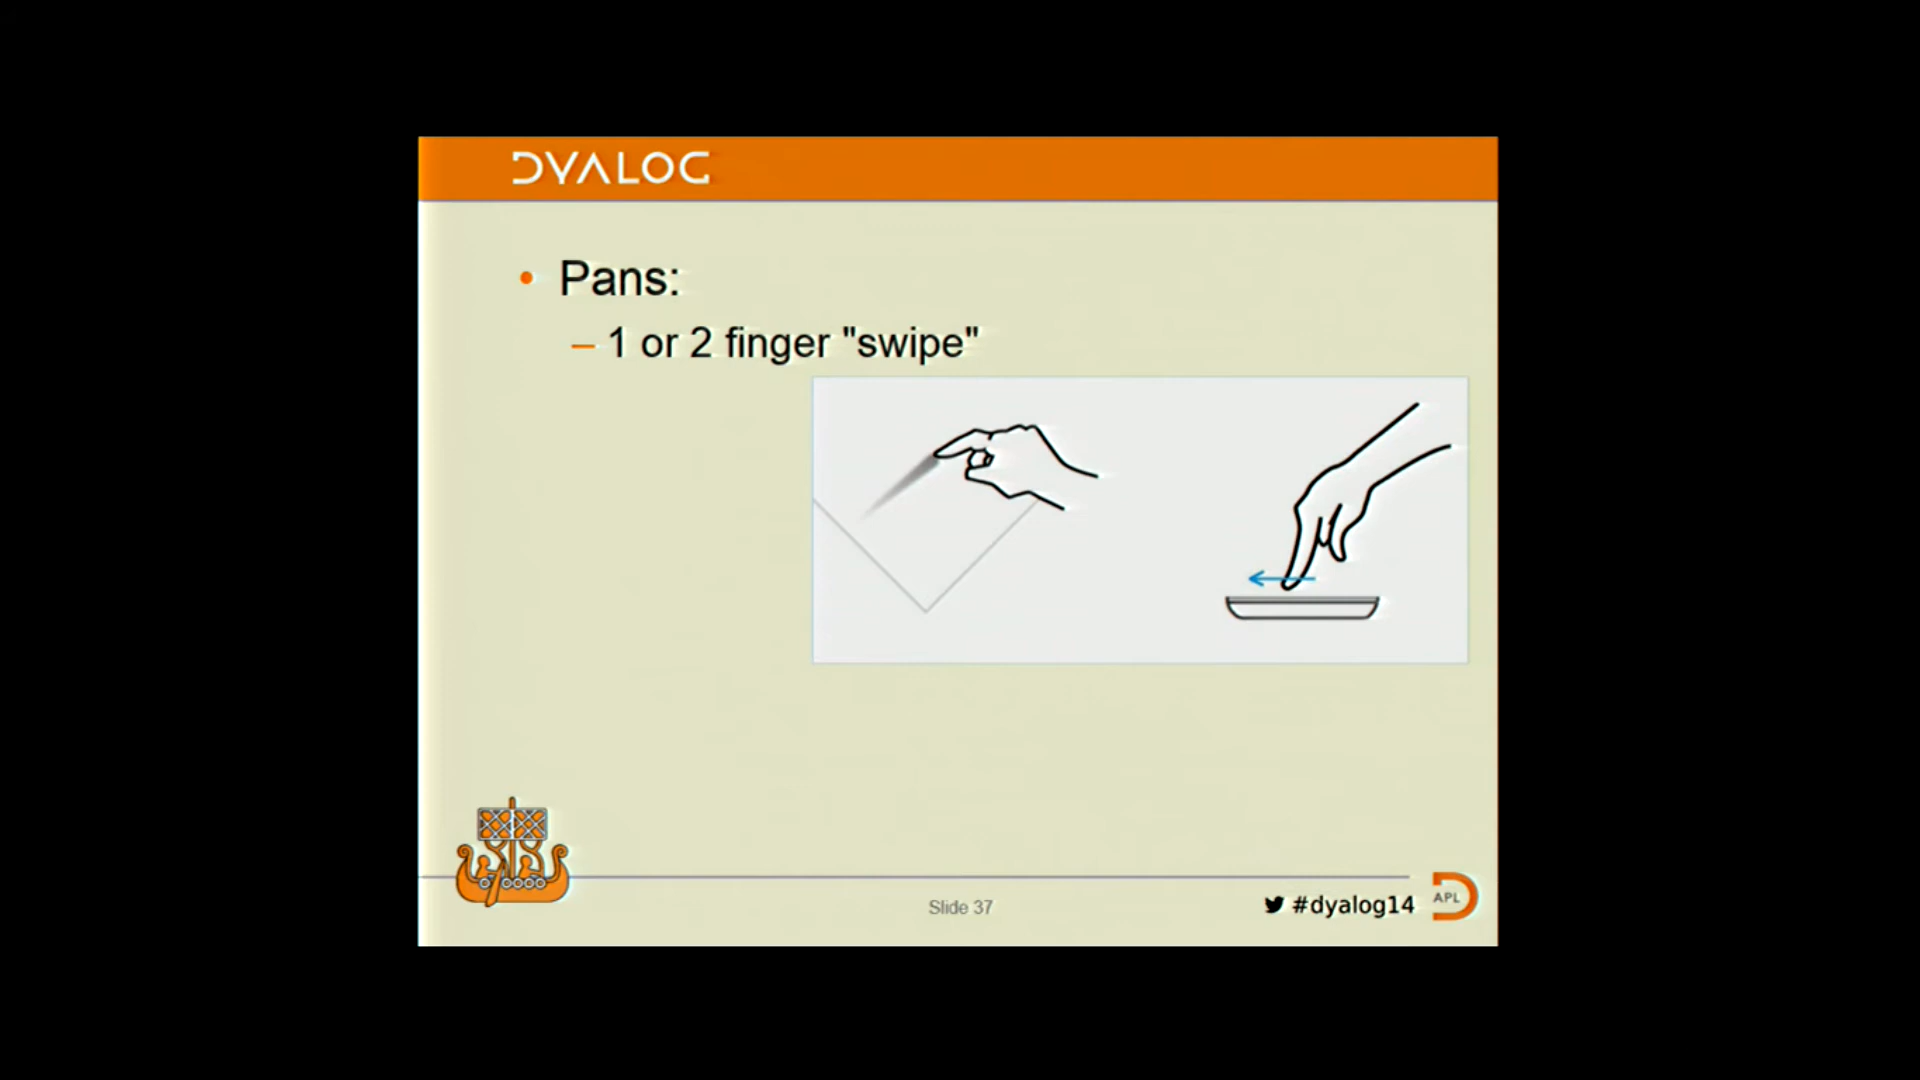 DYALOG
• Pans:
– 1 or 2 finger "swipe"
Slide 37
#dyalog14
APL